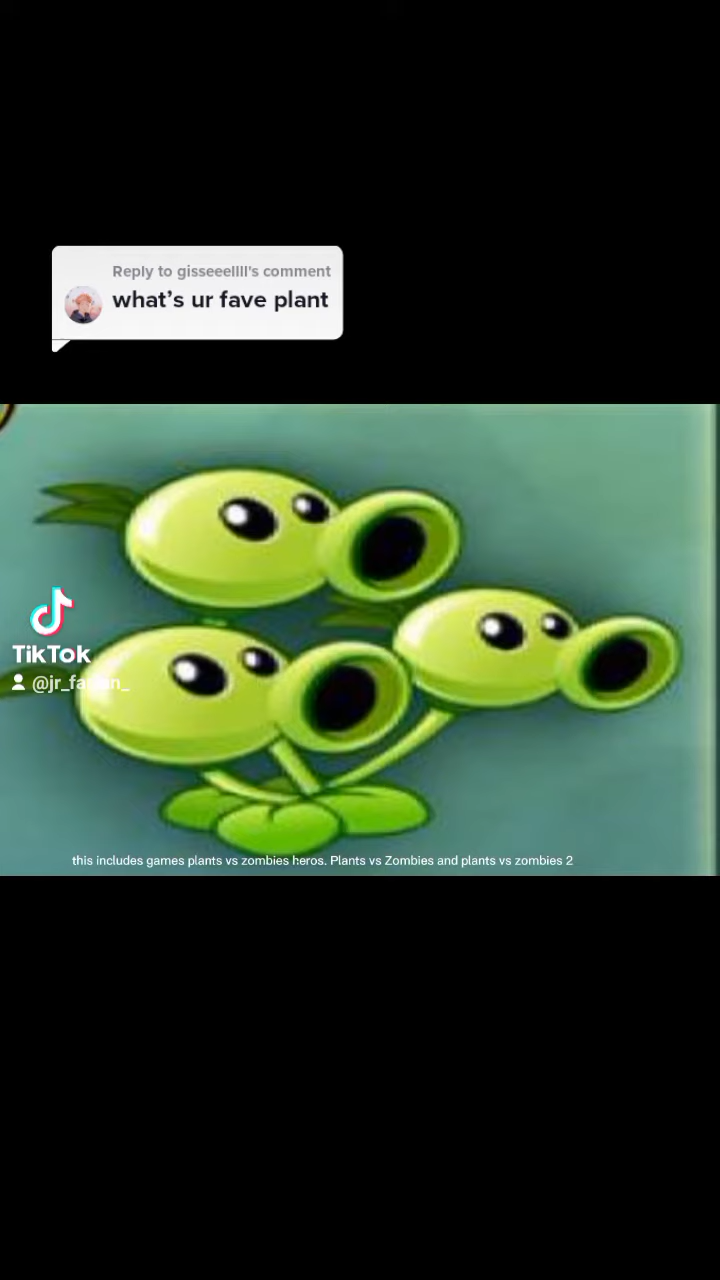 Reply to gisseeellll's comment
what's ur fave plant
TikTok
this includes games plants vs zombies heros. Plants vs Zombies and plants vs zombies 2